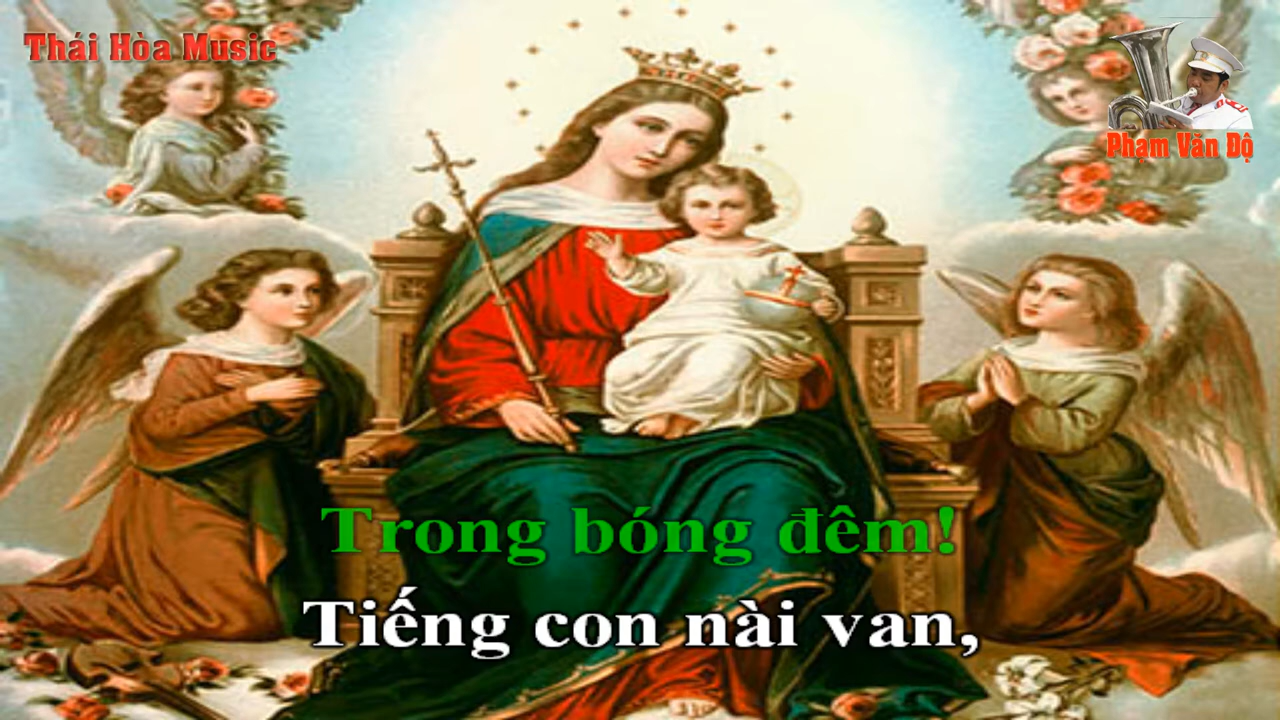 Thái Hòa Music
Phạm Văn Độ
Trong bóng đêm!
Tiếng con nài van,